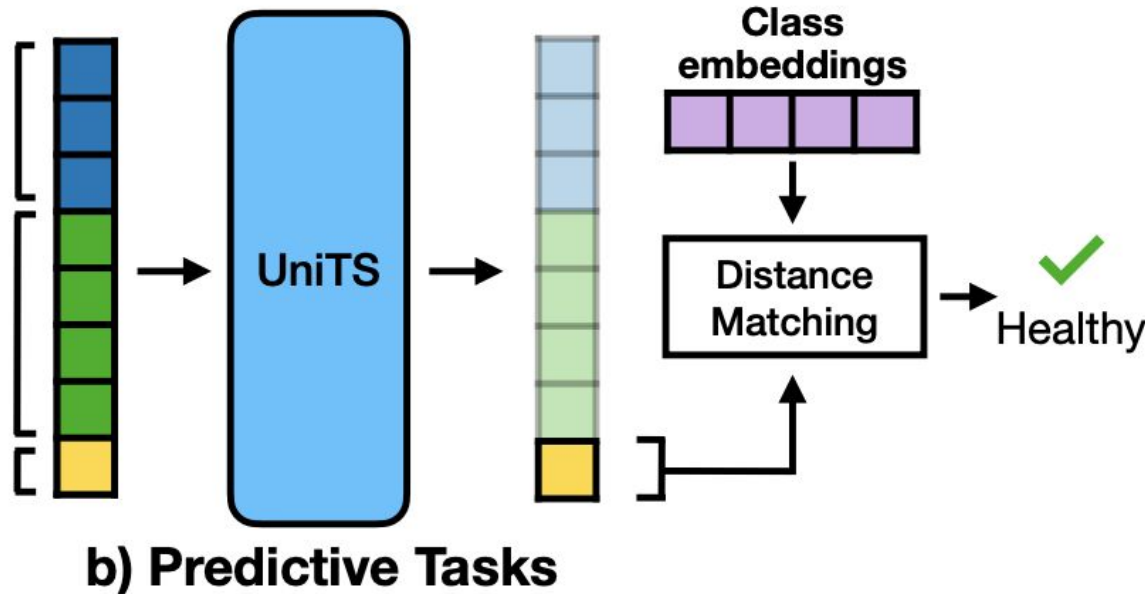 Class
embeddings
UniTS
Distance
Matching
Healthy
b) Predictive Tasks